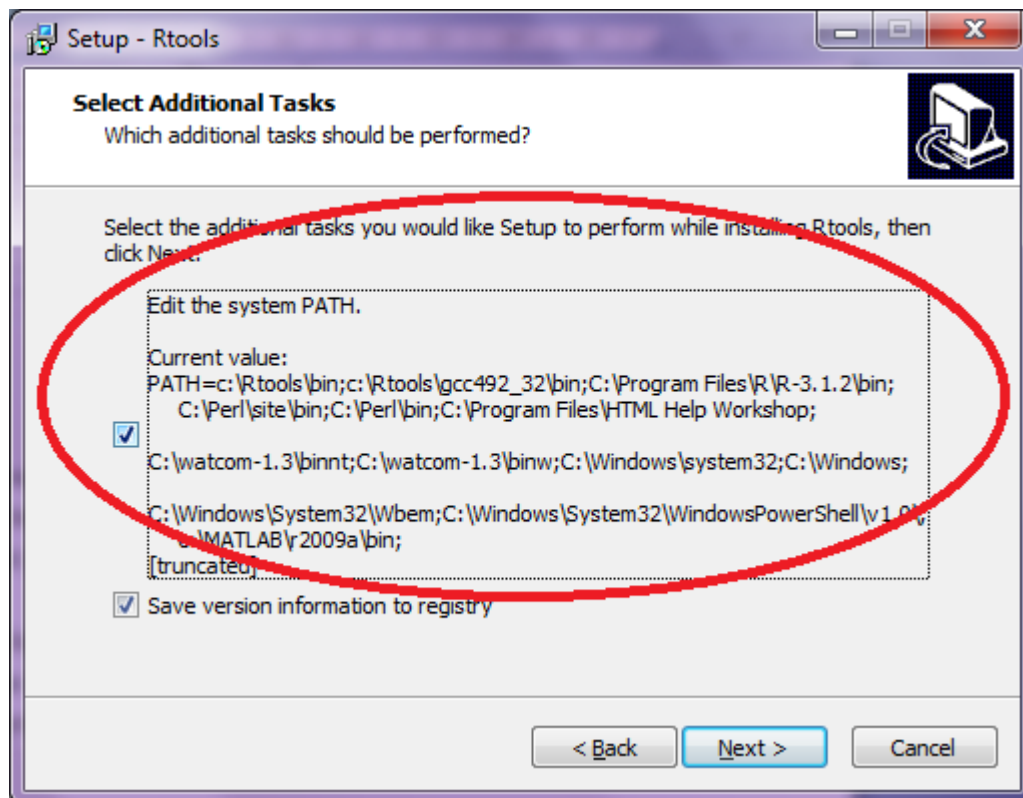 Setup - Rtools
Select Additional Tasks
Which additional tasks should be performed?
Select the additional tasks you would like Setup to perform while installing Rtools, then
click Next.
Edit the system PATH.
Current value:
PATH=c:\Rtools\bin;c:\Rtools\gcc492_32\bin;C:\Program Files\R\R-3.1.2\bin;
C:\Perl\site\bin;C:\Perl\bin;C:\Program Files\HTML Help Workshop;
C:\watcom-1.3\binnt;C:\watcom-1.3\binw;C:\Windows\system32;C:\Windows;
C:\Windows\System32\Wbem;C:\Windows\System32\WindowsPowerShell\v1.0\;
c:\MATLAB\r2009a\bin;
[truncated]
Save version information to registry
< Back
Next >
Cancel